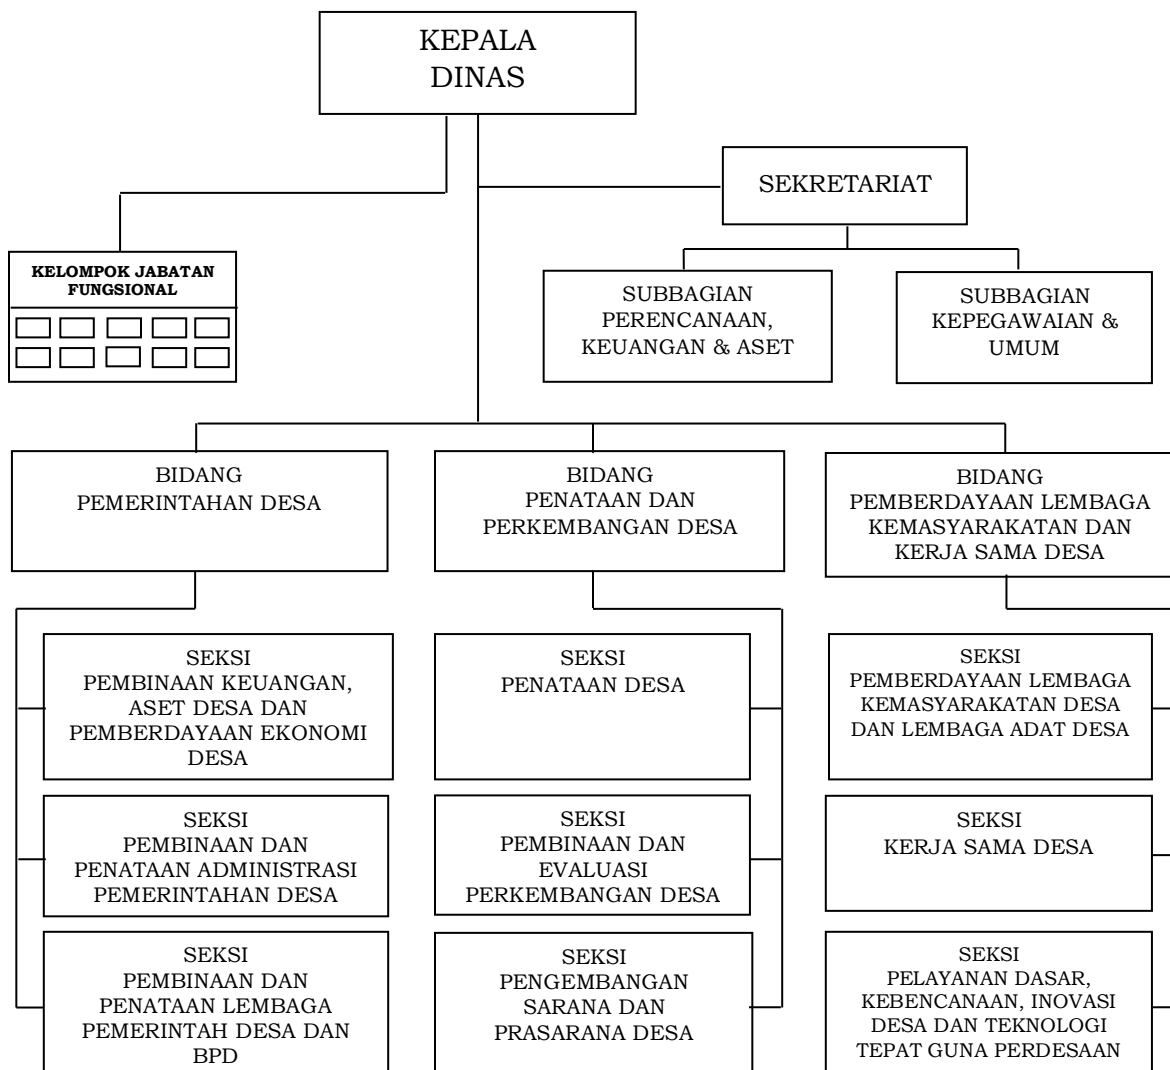 KEPALA
DINAS
SEKRETARIAT
KELOMPOK JABATAN
FUNGSIONAL
SUBBAGIAN
PERENCANAAN,
KEUANGAN & ASET
SUBBAGIAN
KEPEGAWAIAN &
UMUM
BIDANG
PEMERINTAHAN DESA
BIDANG
PENATAAN DAN
PERKEMBANGAN DESA
BIDANG
PEMBERDAYAAN LEMBAGA
KEMASYARAKATAN DAN
KERJA SAMA DESA
SEKSI
PEMBINAAN KEUANGAN,
ASET DESA DAN
PEMBERDAYAAN EKONOMI
DESA
SEKSI
PENATAAN DESA
SEKSI
PEMBERDAYAAN LEMBAGA
KEMASYARAKATAN DESA
DAN LEMBAGA ADAT DESA
SEKSI
PEMBINAAN DAN
PENATAAN ADMINISTRASI
PEMERINTAHAN DESA
SEKSI
PEMBINAAN DAN
EVALUASI
PERKEMBANGAN DESA
SEKSI
KERJA SAMA DESA
SEKSI
PEMBINAAN DAN
PENATAAN LEMBAGA
PEMERINTAH DESA DAN
BPD
SEKSI
PENGEMBANGAN
SARANA DAN
PRASARANA DESA
SEKSI
PELAYANAN DASAR,
KEBENCANAAN, INOVASI
DESA DAN TEKNOLOGI
TEPAT GUNA PERDESAAN